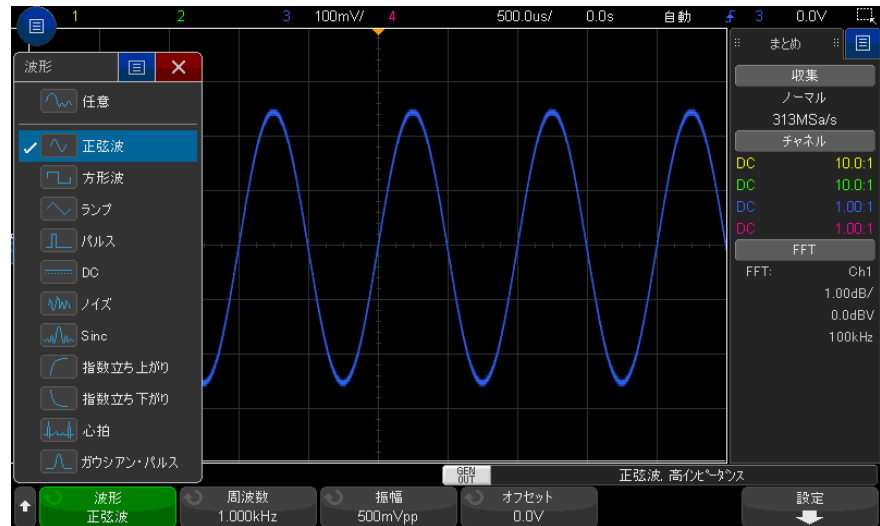 1 2 3 100mV/ 4 500.0us/ 0.0s 自動 3 0.0V
まとめ
波形
任意
正弦波
方形波
ランプ
パルス
DC
ノイズ
Sinc
指数立ち上がり
指数立ち下がり
心拍
ガウシアン・パルス
収集
ノーマル
313MSa/s
チャネル
DC 10.0:1
DC 10.0:1
DC 1.00:1
DC 1.00:1
FFT
FFT: Ch1
1.00dB/
0.0dBV
100kHz
GEN
OUT
正弦波, 高インピーダンス
波形
正弦波
周波数
1.000kHz
振幅
500mVpp
オフセット
0.0V
設定